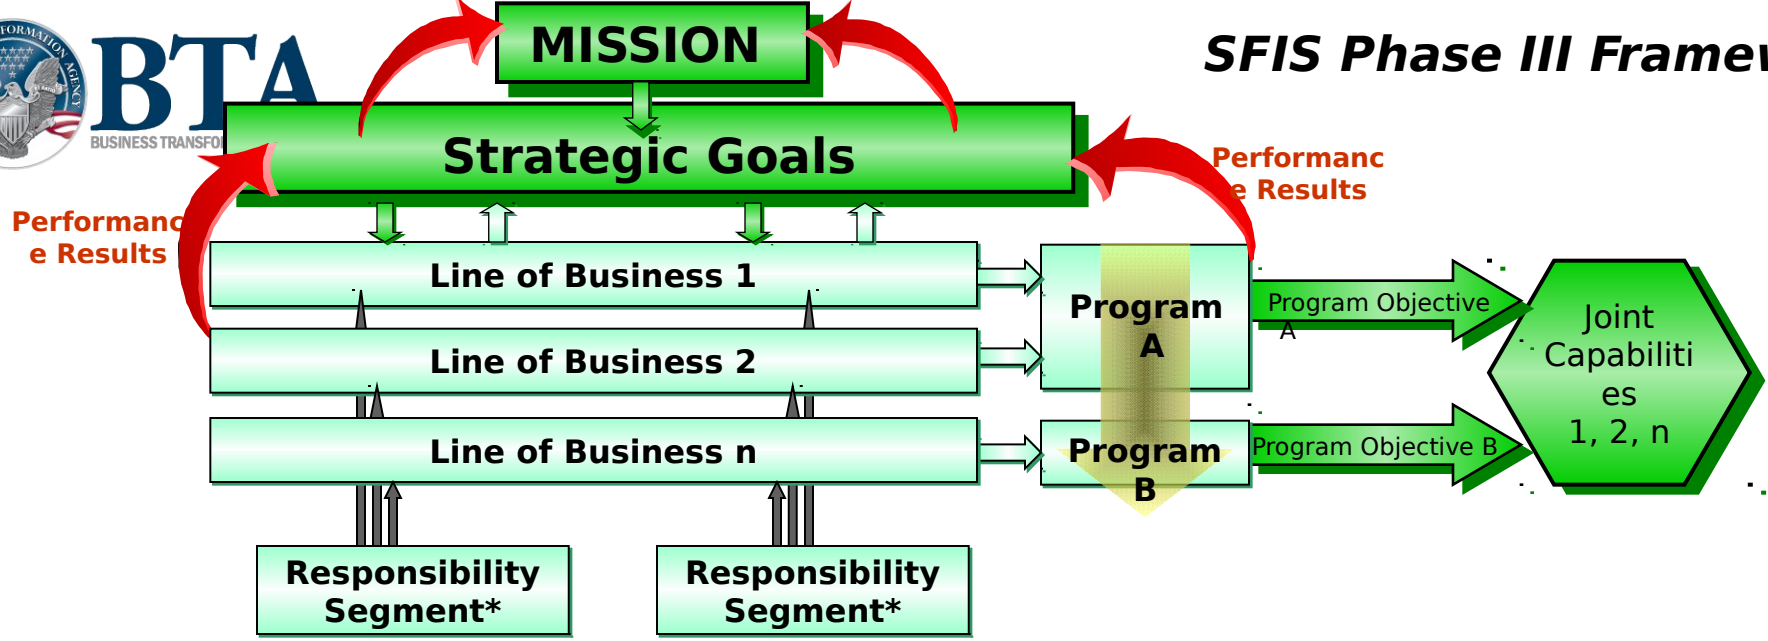 BTA
BUSINESS
MISSION
SFIS Phase III
Strategic Goals
Performanc
e Results
Performanc
e Results
Line of Business 1
Line of Business 2
Line of Business n
Program
A
Program
B
Program Objective
A
Program Objective B
Joint
Capabiliti
es
1, 2, n
Responsibility
Segment*
Responsibility
Segment*